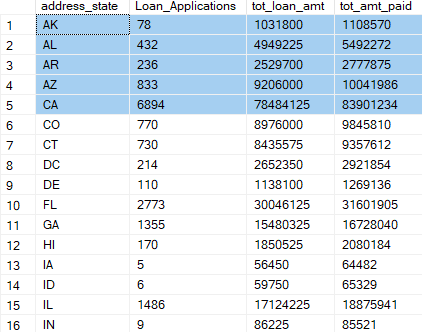 address_state Loan_Applications tot_loan_amt tot_amt_paid
1 AK 78 1031800 1108570
2 AL 432 4949225 5492272
3 AR 236 2529700 2777875
4 AZ 833 9206000 10041986
5 CA 6894 78484125 83901234
6 CO 770 8976000 9845810
7 CT 730 8435575 9357612
8 DC 214 2652350 2921854
9 DE 110 1138100 1269136
10 FL 2773 30046125 31601905
11 GA 1355 15480325 16728040
12 HI 170 1850525 2080184
13 IA 5 56450 64482
14 ID 6 59750 65329
15 IL 1486 17124225 18875941
16 IN 9 86225 85521